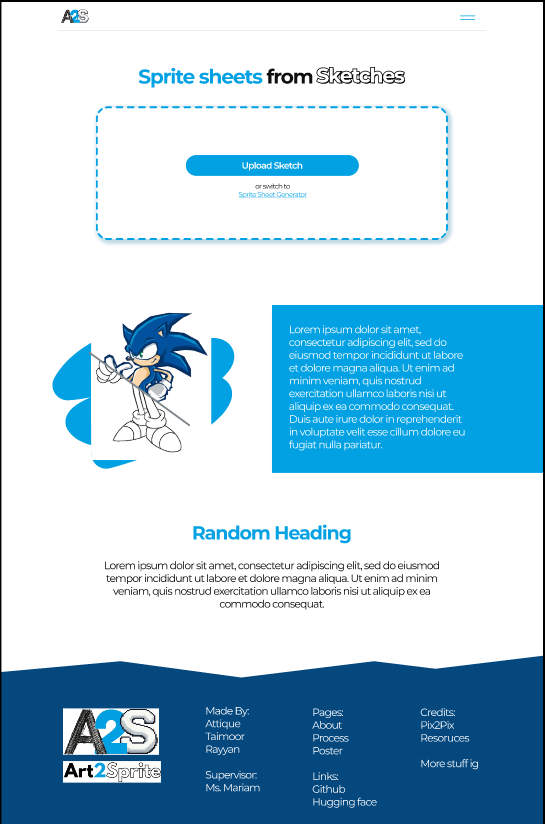 A2S
Sprite sheets from Sketches
Upload Sketch
or switch to
Sprite Sheet Generator
Lorem ipsum dolor sit amet,
consectetur adipiscing elit, sed do
eiusmod tempor incididunt ut labore
et dolore magna aliqua. Ut enim ad
minim veniam, quis nostrud
exercitation ullamco laboris nisi ut
aliquip ex ea commodo consequat.
Duis aute irure dolor in reprehenderit
in voluptate velit esse cillum dolore eu
fugiat nulla pariatur.
Random Heading
Lorem ipsum dolor sit amet, consectetur adipiscing elit, sed do eiusmod
tempor incididunt ut labore et dolore magna aliqua. Ut enim ad minim
veniam, quis nostrud exercitation ullamco laboris nisi ut aliquip ex ea
commodo consequat.
A2S
Art2Sprite
Made By:
Attique
Taimoor
Rayyan
Supervisor:
Ms. Mariam
Pages:
About
Process
Poster
Links:
Github
Hugging face
Credits:
Pix2Pix
Resoruces
More stuff ig